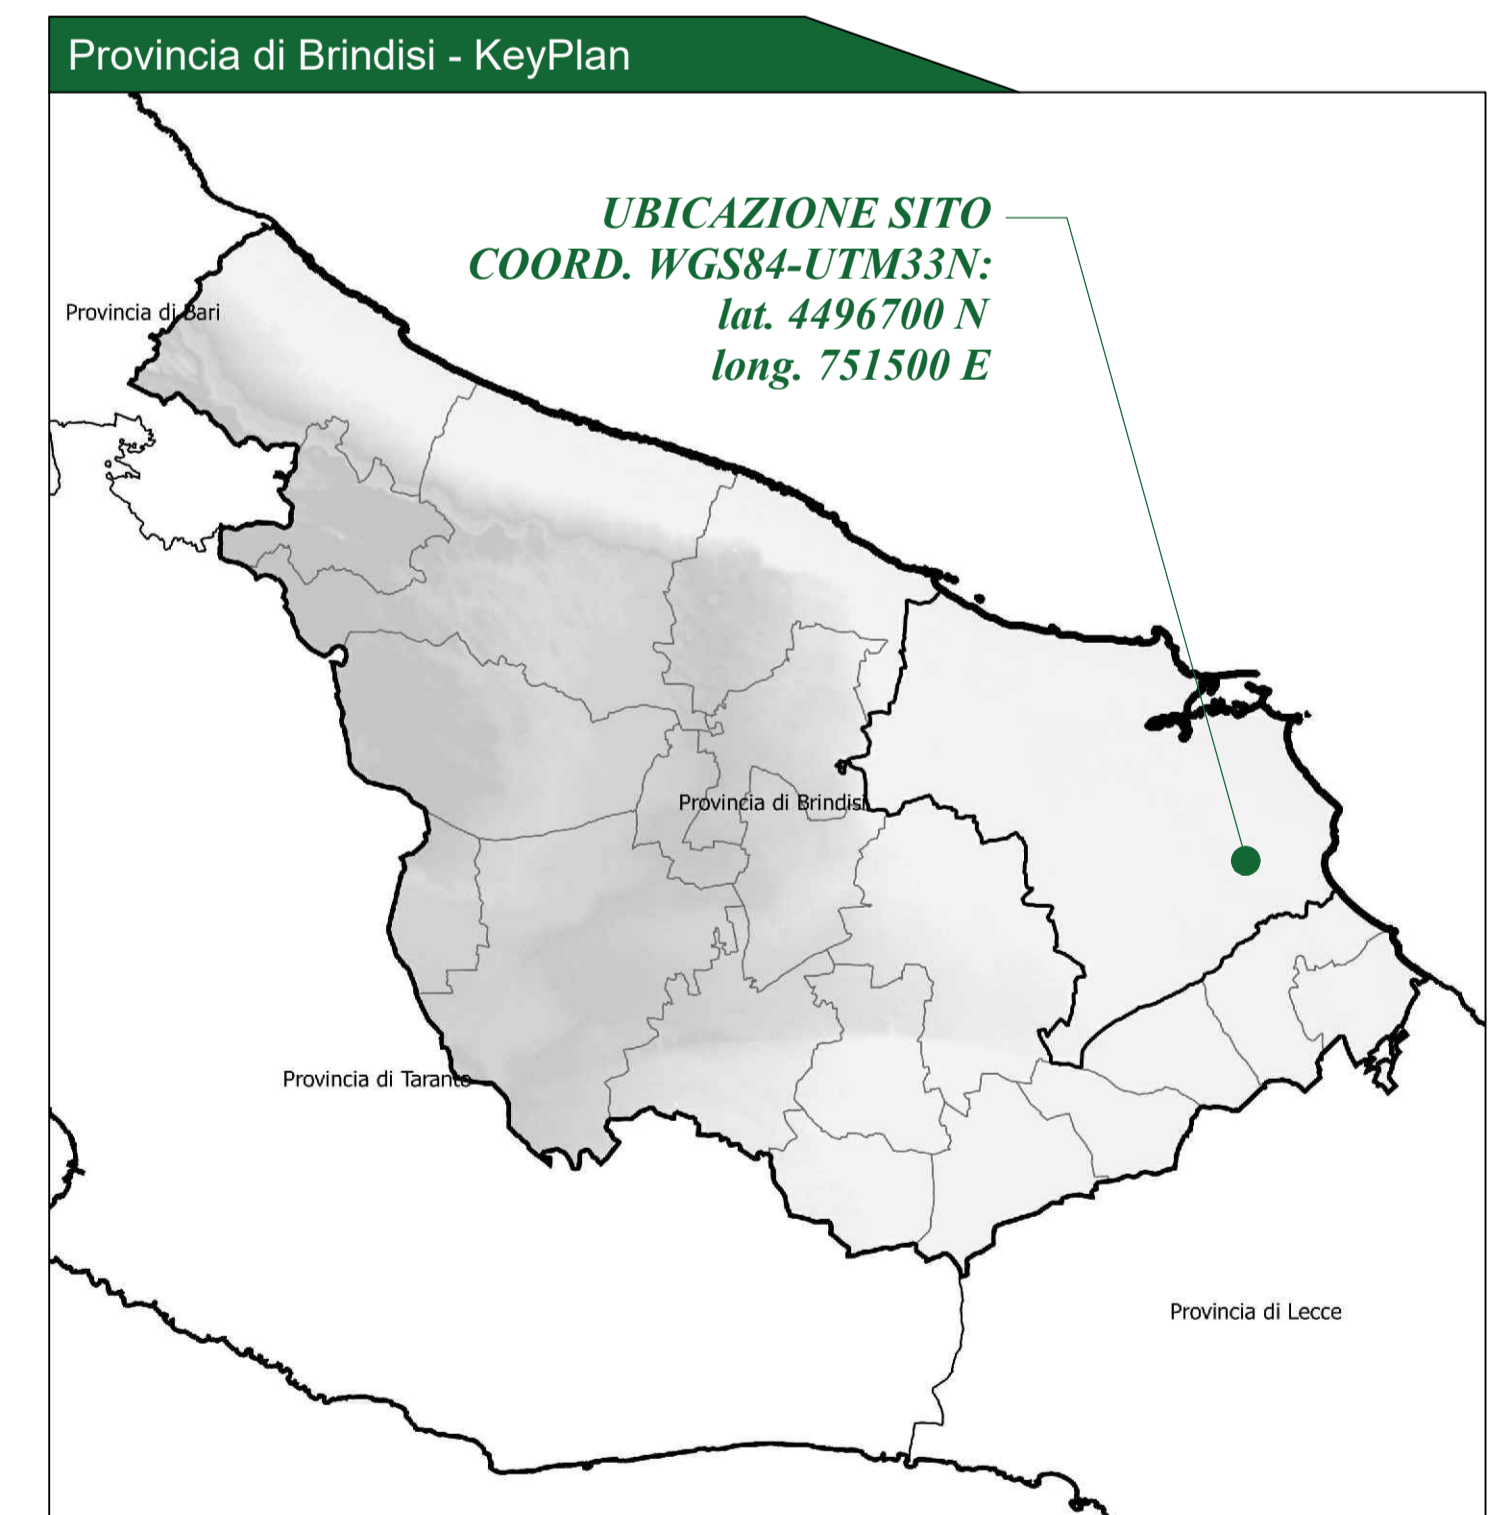 Provincia di Brindisi - KeyPlan
UBICAZIONE SITO
COORD. WGS84-UTM33N:
lat. 4496700 N
long. 751500 E
Provincia di Bari
Provincia di Brindisi
Provincia di Taranto
Provincia di Lecce